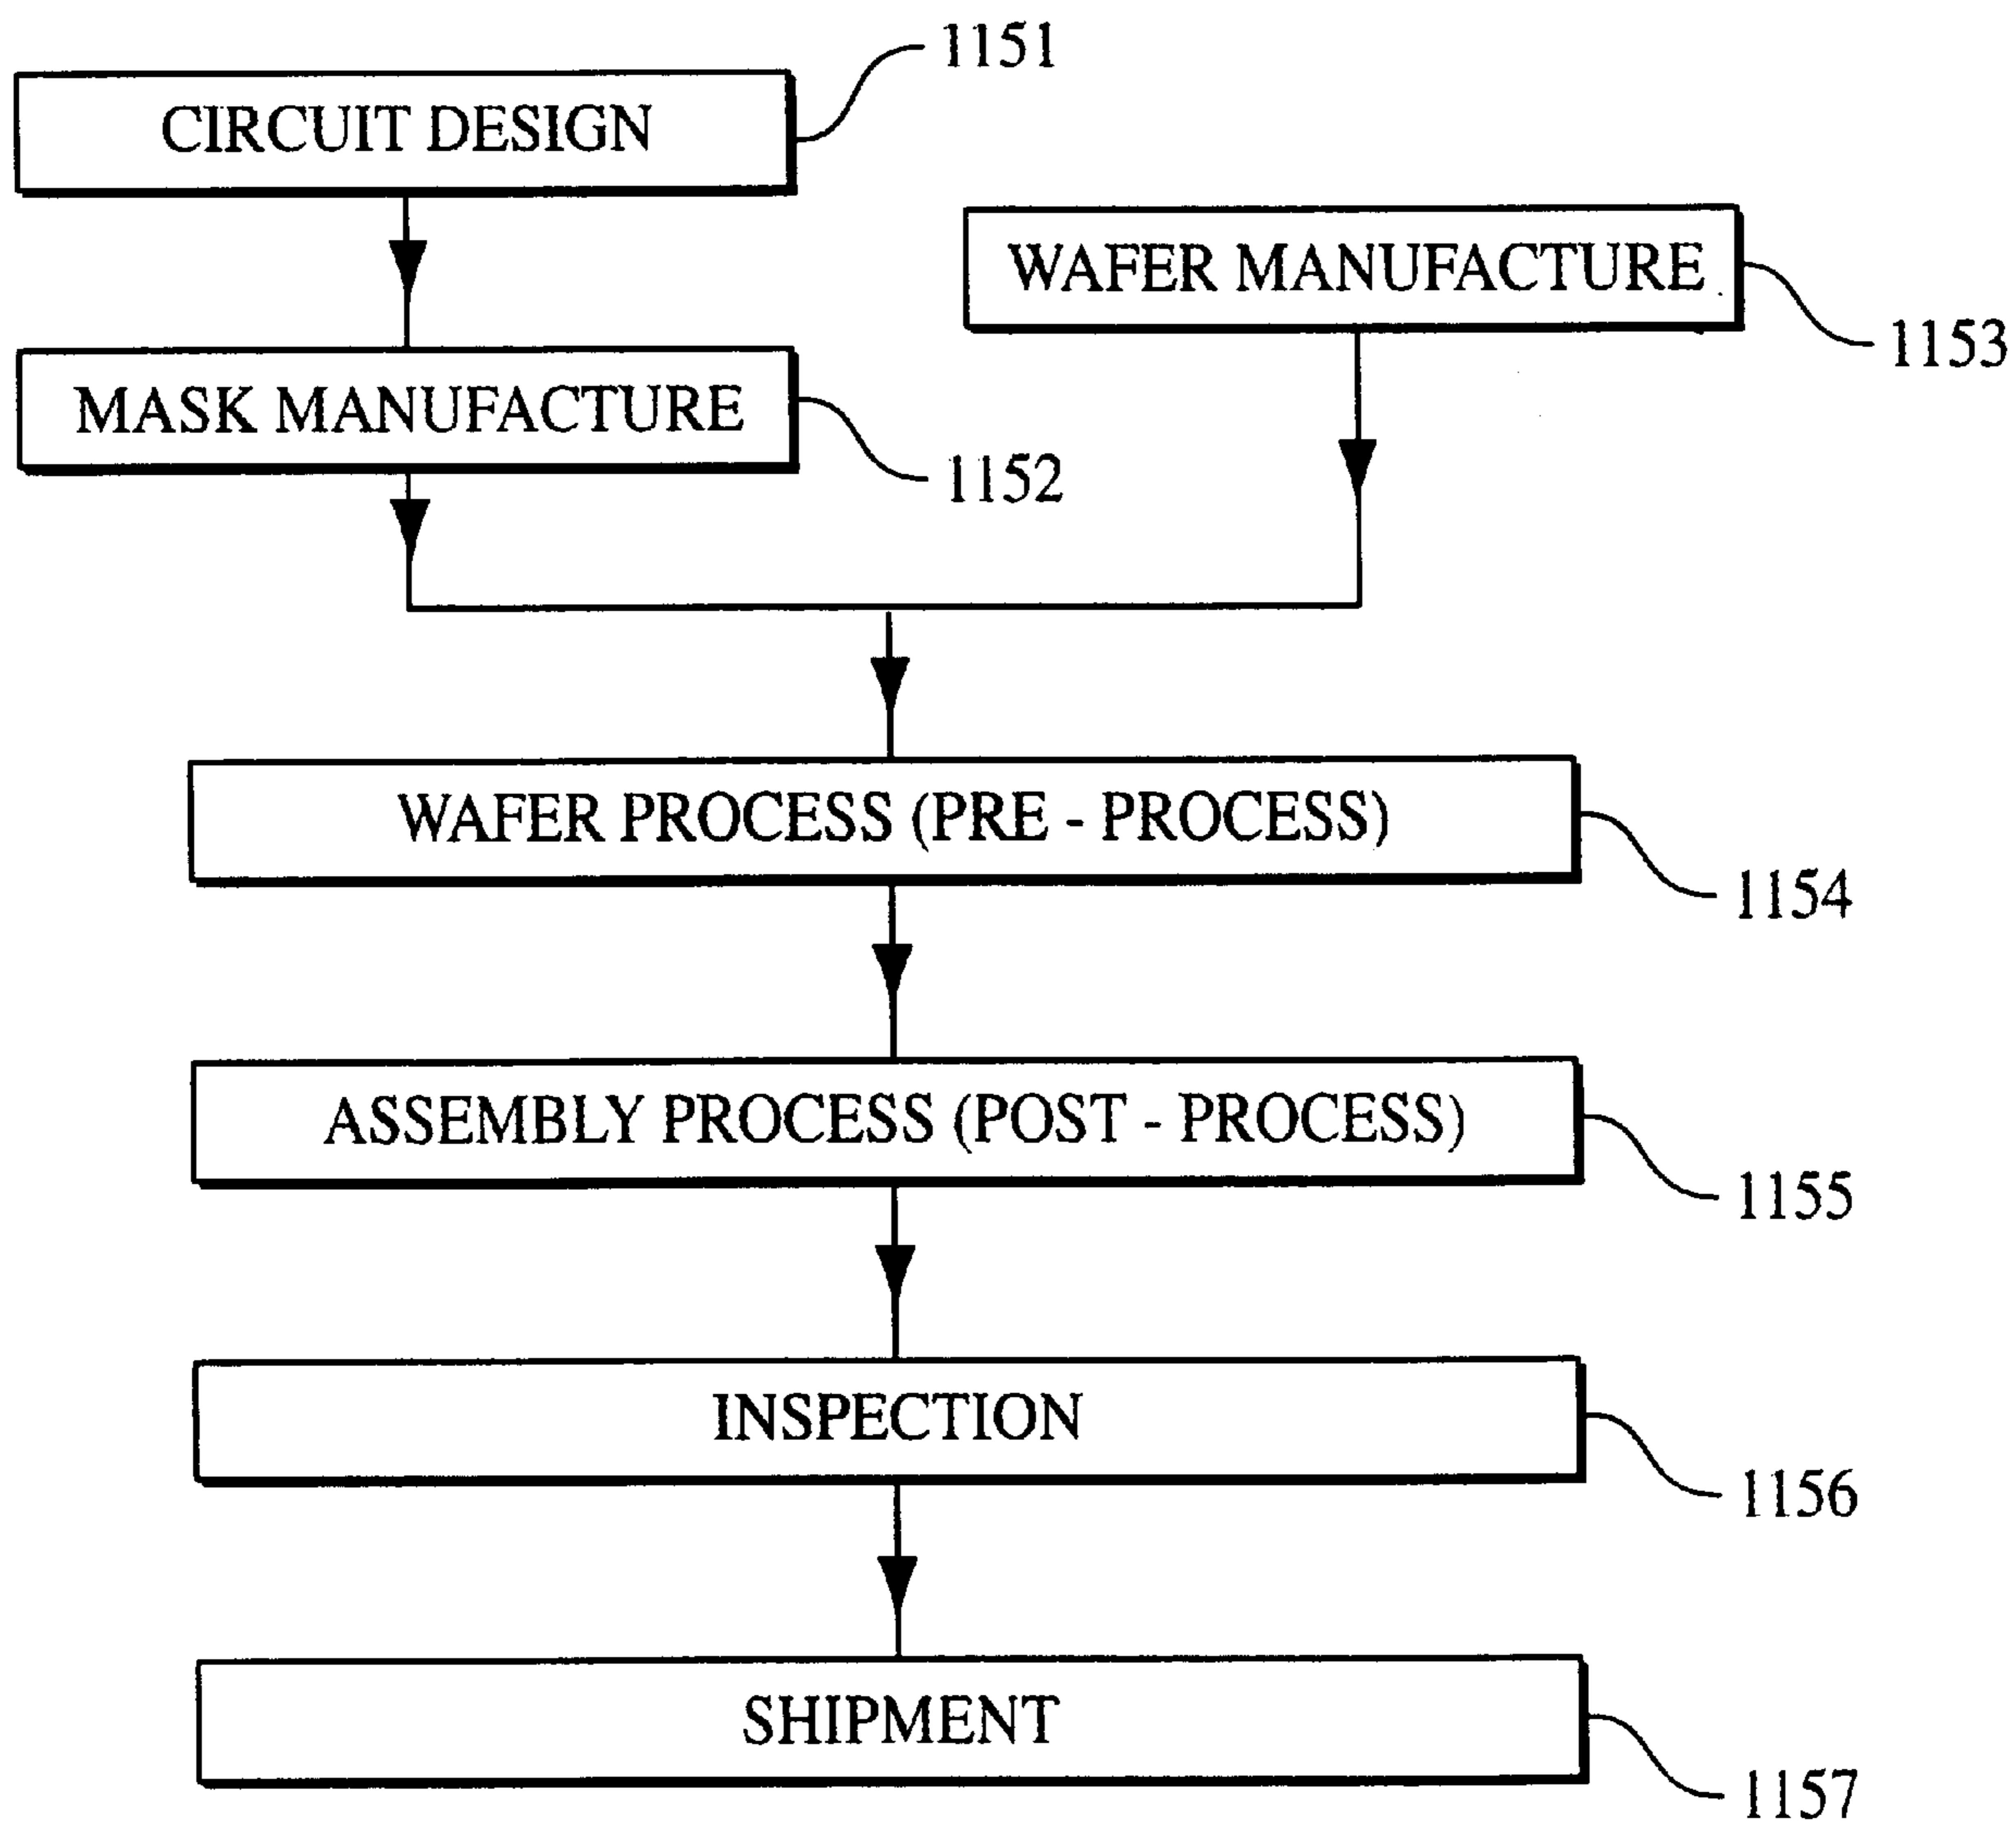 1151
CIRCUIT DESIGN
WAFER MANUFACTURE
1153
MASK MANUFACTURE
1152
WAFER PROCESS (PRE - PROCESS)
1154
ASSEMBLY PROCESS (POST - PROCESS)
1155
INSPECTION
1156
SHIPMENT
1157